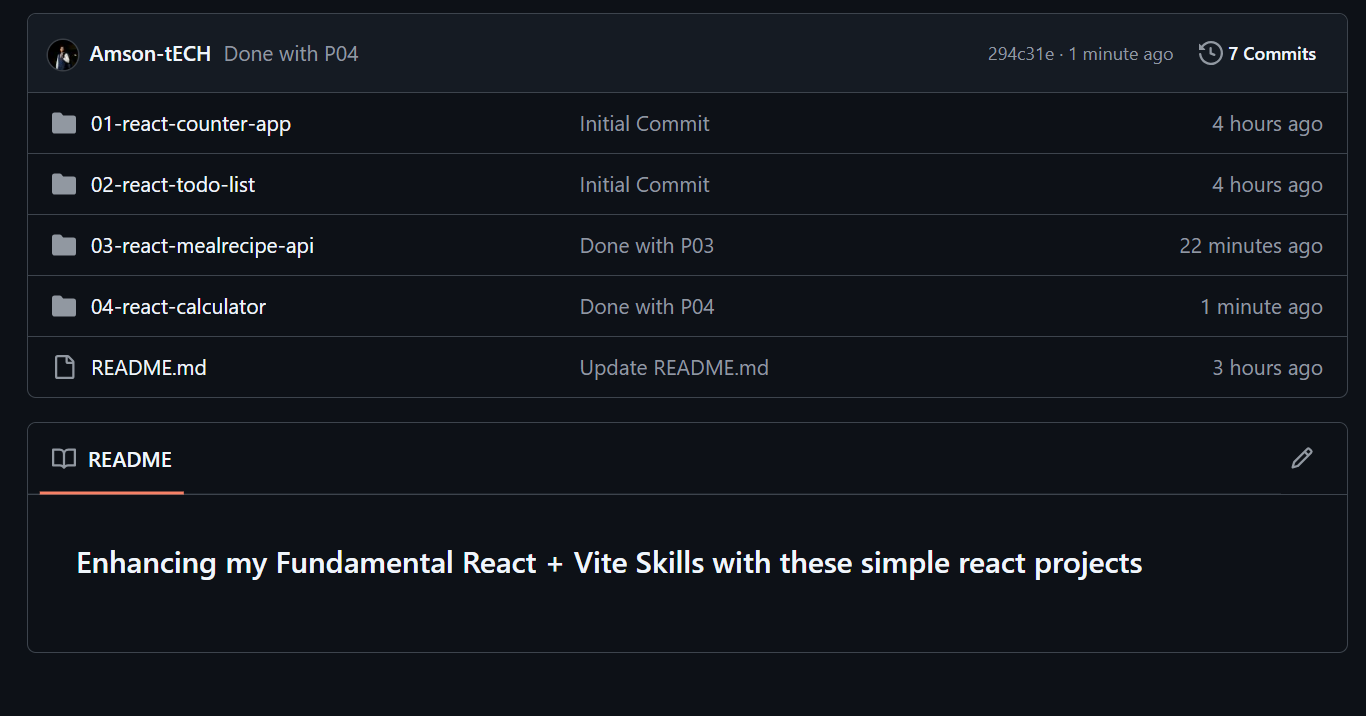 Amson-tECH Done with P04 294c31e · 1 minute ago 7 Commits
01-react-counter-app Initial Commit 4 hours ago
02-react-todo-list Initial Commit 4 hours ago
03-react-mealrecipe-api Done with P03 22 minutes ago
04-react-calculator Done with P04 1 minute ago
README.md Update README.md 3 hours ago
README
Enhancing my Fundamental React + Vite Skills with these simple react projects